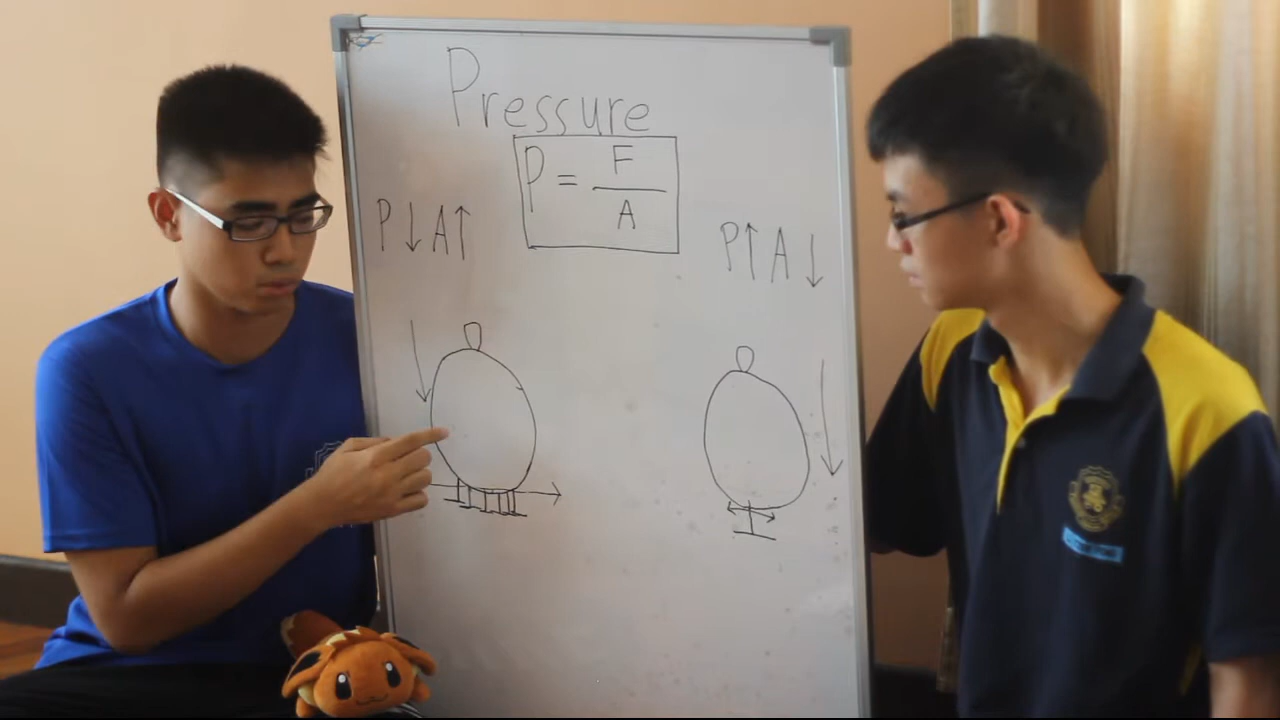 Pressure
P = F
A
P↓ A↑
P↑ A↓